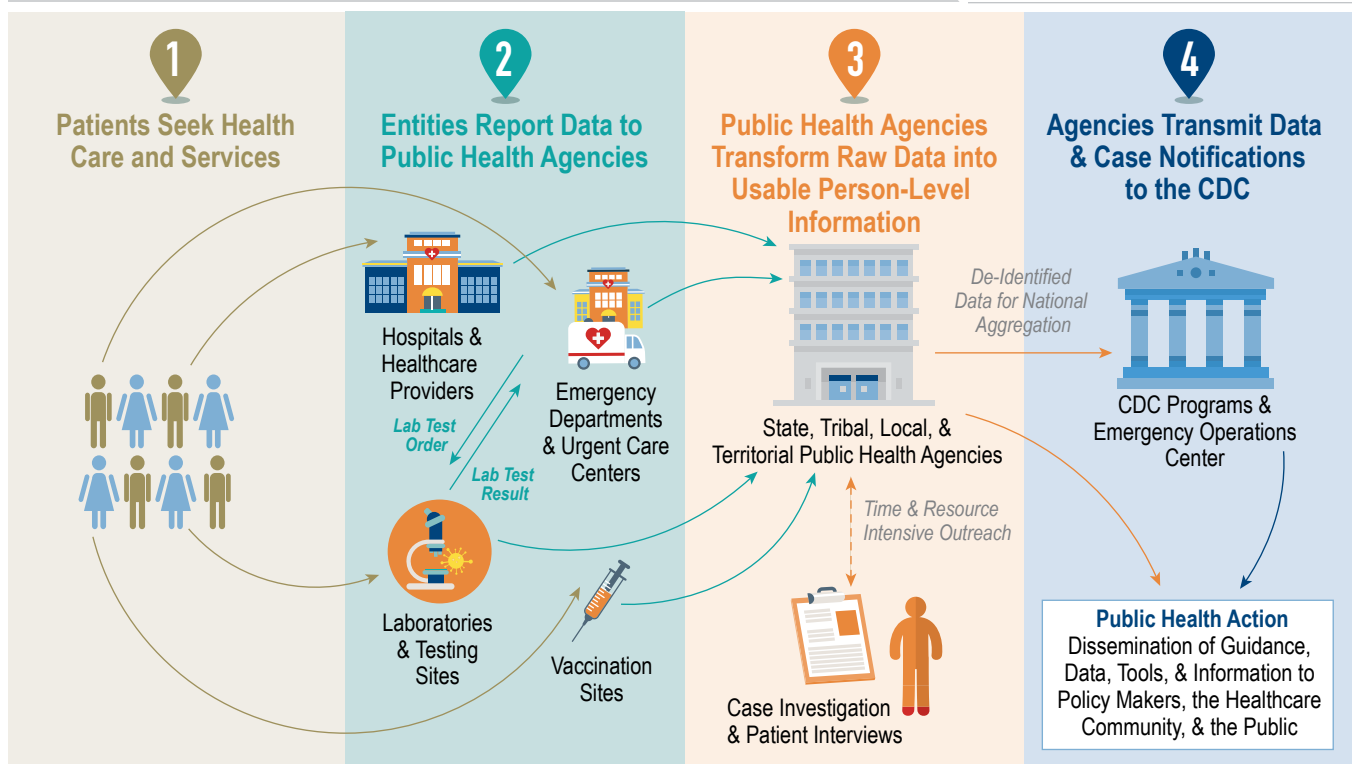 1
Patients Seek Health
Care and Services
2
Entities Report Data to
Public Health Agencies
Hospitals &
Healthcare
Providers
Emergency
Departments
& Urgent Care
Centers
Lab Test
Order
Lab Test
Result
Laboratories
& Testing
Sites
Vaccination
Sites
3
Public Health Agencies
Transform Raw Data into
Usable Person-Level
Information
State, Tribal, Local, &
Territorial Public Health Agencies
Time & Resource
Intensive Outreach
Case Investigation
& Patient Interviews
4
Agencies Transmit Data
& Case Notifications
to the CDC
De-Identified
Data for National
Aggregation
CDC Programs &
Emergency Operations
Center
Public Health Action
Dissemination of Guidance,
Data, Tools, & Information to
Policy Makers, the Healthcare
Community, & the Public